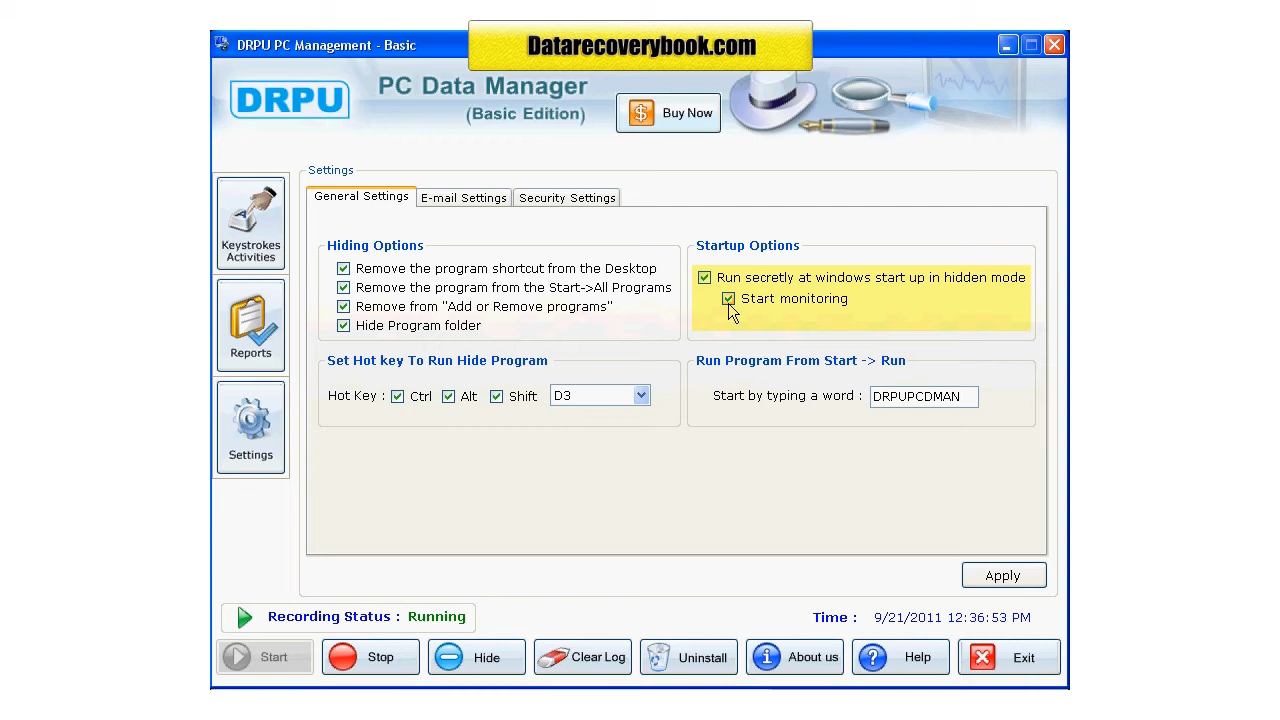 Datarecoverybook.com
DRPU PC Management - Basic
DRPU
PC Data Manager
(Basic Edition)
$ Buy Now
Settings
General Settings E-mail Settings Security Settings
Keystrokes
Activities
Reports
Settings
Hiding Options
Remove the program shortcut from the Desktop
Remove the program from the Start->All Programs
Remove from "Add or Remove programs"
Hide Program folder
Startup Options
Run secretly at windows start up in hidden mode
Start monitoring
Set Hot key To Run Hide Program
Hot Key : Ctrl Alt Shift D3
Run Program From Start -> Run
Start by typing a word : DRPUPCDMAN
Apply
Recording Status : Running
Time : 9/21/2011 12:36:53 PM
Start Stop Hide Clear Log Uninstall About us Help Exit